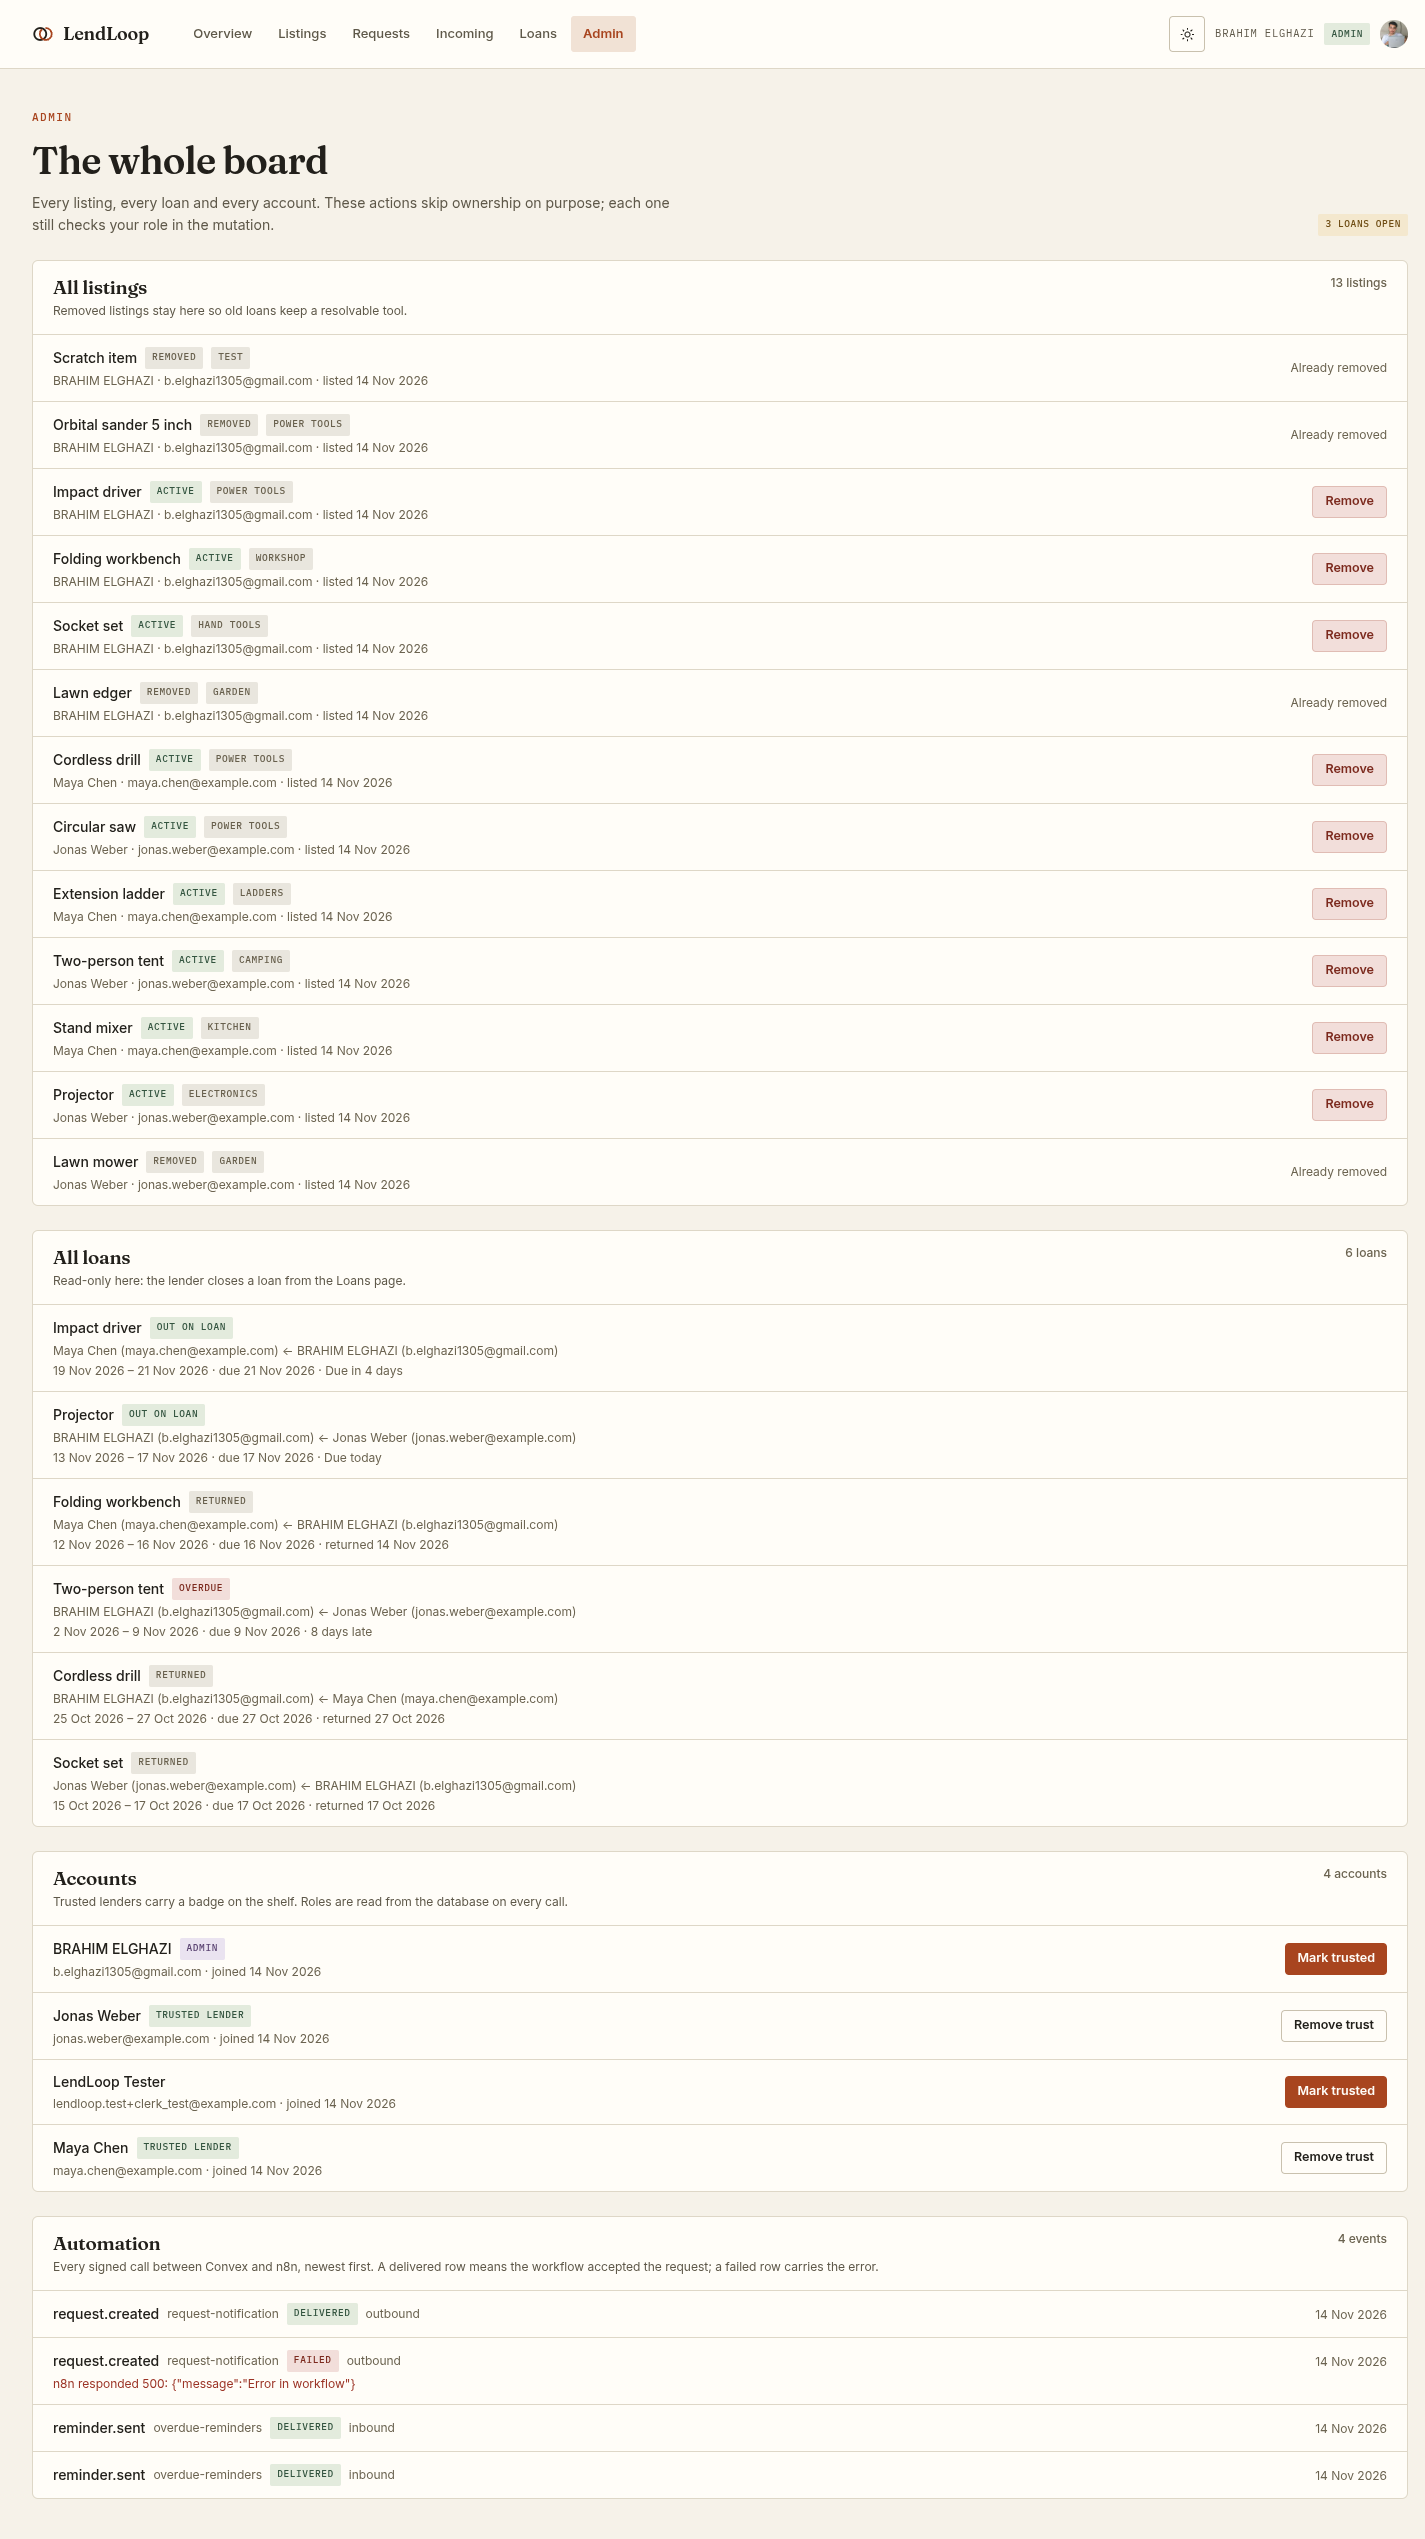 LendLoop
Overview Listings Requests Incoming Loans Admin
BRAHIM ELGHAZI ADMIN
ADMIN
The whole board
Every listing, every loan and every account. These actions skip ownership on purpose; each one
still checks your role in the mutation.
3 LOANS OPEN
All listings
13 listings
Removed listings stay here so old loans keep a resolvable tool.
Scratch item REMOVED TEST
BRAHIM ELGHAZI · b.elghazi1305@gmail.com · listed 14 Nov 2026
Already removed
Orbital sander 5 inch REMOVED POWER TOOLS
BRAHIM ELGHAZI · b.elghazi1305@gmail.com · listed 14 Nov 2026
Already removed
Impact driver ACTIVE POWER TOOLS
BRAHIM ELGHAZI · b.elghazi1305@gmail.com · listed 14 Nov 2026
Remove
Folding workbench ACTIVE WORKSHOP
BRAHIM ELGHAZI · b.elghazi1305@gmail.com · listed 14 Nov 2026
Remove
Socket set ACTIVE HAND TOOLS
BRAHIM ELGHAZI · b.elghazi1305@gmail.com · listed 14 Nov 2026
Remove
Lawn edger REMOVED GARDEN
BRAHIM ELGHAZI · b.elghazi1305@gmail.com · listed 14 Nov 2026
Already removed
Cordless drill ACTIVE POWER TOOLS
Maya Chen · maya.chen@example.com · listed 14 Nov 2026
Remove
Circular saw ACTIVE POWER TOOLS
Jonas Weber · jonas.weber@example.com · listed 14 Nov 2026
Remove
Extension ladder ACTIVE LADDERS
Maya Chen · maya.chen@example.com · listed 14 Nov 2026
Remove
Two-person tent ACTIVE CAMPING
Jonas Weber · jonas.weber@example.com · listed 14 Nov 2026
Remove
Stand mixer ACTIVE KITCHEN
Maya Chen · maya.chen@example.com · listed 14 Nov 2026
Remove
Projector ACTIVE ELECTRONICS
Jonas Weber · jonas.weber@example.com · listed 14 Nov 2026
Remove
Lawn mower REMOVED GARDEN
Jonas Weber · jonas.weber@example.com · listed 14 Nov 2026
Already removed
All loans
6 loans
Read-only here: the lender closes a loan from the Loans page.
Impact driver OUT ON LOAN
Maya Chen (maya.chen@example.com) ← BRAHIM ELGHAZI (b.elghazi1305@gmail.com)
19 Nov 2026 – 21 Nov 2026 · due 21 Nov 2026 · Due in 4 days
Projector OUT ON LOAN
BRAHIM ELGHAZI (b.elghazi1305@gmail.com) ← Jonas Weber (jonas.weber@example.com)
13 Nov 2026 – 17 Nov 2026 · due 17 Nov 2026 · Due today
Folding workbench RETURNED
Maya Chen (maya.chen@example.com) ← BRAHIM ELGHAZI (b.elghazi1305@gmail.com)
12 Nov 2026 – 16 Nov 2026 · due 16 Nov 2026 · returned 14 Nov 2026
Two-person tent OVERDUE
BRAHIM ELGHAZI (b.elghazi1305@gmail.com) ← Jonas Weber (jonas.weber@example.com)
2 Nov 2026 – 9 Nov 2026 · due 9 Nov 2026 · 8 days late
Cordless drill RETURNED
BRAHIM ELGHAZI (b.elghazi1305@gmail.com) ← Maya Chen (maya.chen@example.com)
25 Oct 2026 – 27 Oct 2026 · due 27 Oct 2026 · returned 27 Oct 2026
Socket set RETURNED
Jonas Weber (jonas.weber@example.com) ← BRAHIM ELGHAZI (b.elghazi1305@gmail.com)
15 Oct 2026 – 17 Oct 2026 · due 17 Oct 2026 · returned 17 Oct 2026
Accounts
4 accounts
Trusted lenders carry a badge on the shelf. Roles are read from the database on every call.
BRAHIM ELGHAZI ADMIN
b.elghazi1305@gmail.com · joined 14 Nov 2026
Mark trusted
Jonas Weber TRUSTED LENDER
jonas.weber@example.com · joined 14 Nov 2026
Remove trust
LendLoop Tester
lendloop.test+clerk_test@example.com · joined 14 Nov 2026
Mark trusted
Maya Chen TRUSTED LENDER
maya.chen@example.com · joined 14 Nov 2026
Remove trust
Automation
4 events
Every signed call between Convex and n8n, newest first. A delivered row means the workflow accepted the request; a failed row carries the error.
request.created request-notification DELIVERED outbound
14 Nov 2026
request.created request-notification FAILED outbound
14 Nov 2026
n8n responded 500: {"message":"Error in workflow"}
reminder.sent overdue-reminders DELIVERED inbound
14 Nov 2026
reminder.sent overdue-reminders DELIVERED inbound
14 Nov 2026